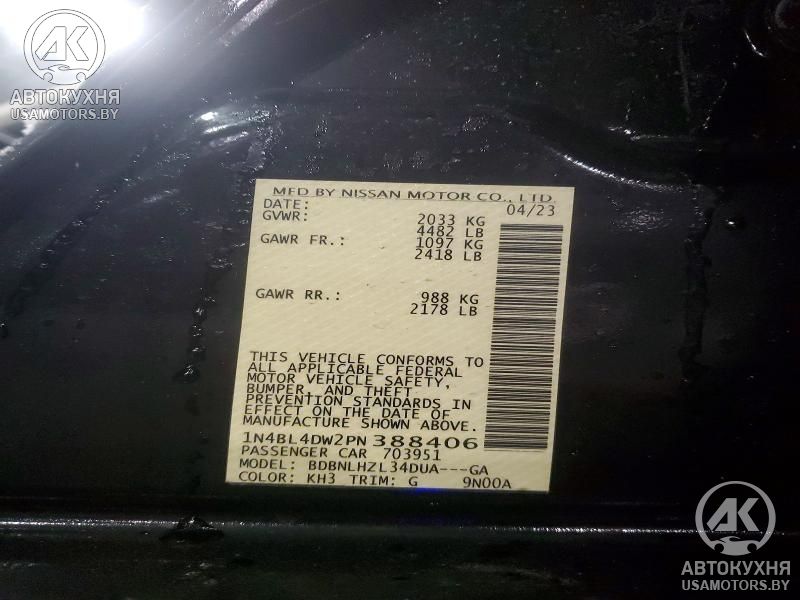 AK
АВТОКУХНЯ
USAMOTORS.BY
MFD BY NISSAN MOTOR CO., LTD.
DATE: 04/23
GVWR: 2033 KG
4482 LB
GAWR FR.: 1097 KG
2418 LB
GAWR RR.: 988 KG
2178 LB
THIS VEHICLE CONFORMS TO
ALL APPLICABLE FEDERAL
MOTOR VEHICLE SAFETY,
BUMPER, AND THEFT
PREVENTION STANDARDS IN
EFFECT ON THE DATE OF
MANUFACTURE SHOWN ABOVE.
1N4BL4DW2PN388406
PASSENGER CAR 703951
MODEL: BDBNLHZL34DUA---GA
COLOR: KH3 TRIM: G 9N00A
AK
АВТОКУХНЯ
USAMOTORS.BY